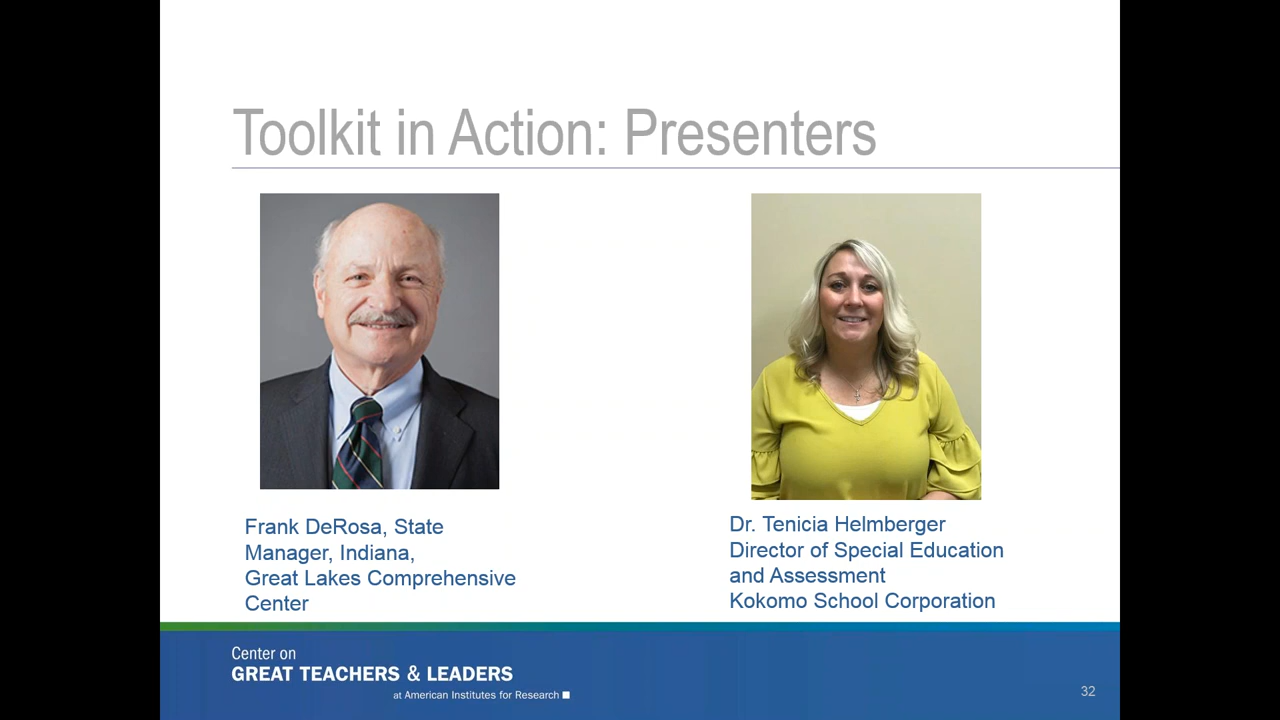 Toolkit in Action: Presenters
Frank DeRosa, State
Manager, Indiana,
Great Lakes Comprehensive
Center
Dr. Tenicia Helmberger
Director of Special Education
and Assessment
Kokomo School Corporation
Center on
GREAT TEACHERS & LEADERS
at American Institutes for Research
32